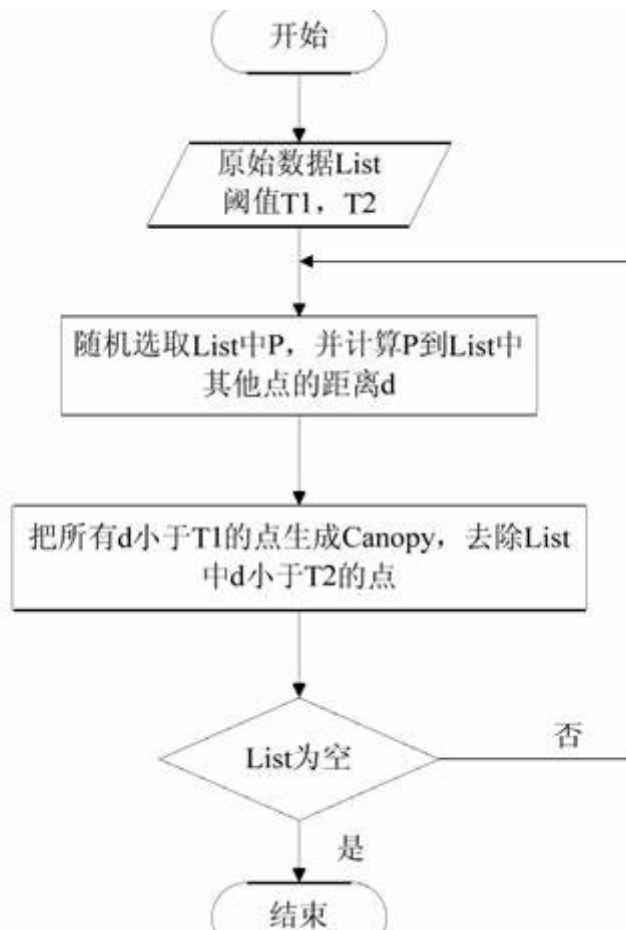 开始
原始数据List
阈值T1，T2
随机选取List中P，并计算P到List中
其他点的距离d
把所有d小于T1的点生成Canopy，去除List
中d小于T2的点
List为空
否
是
结束